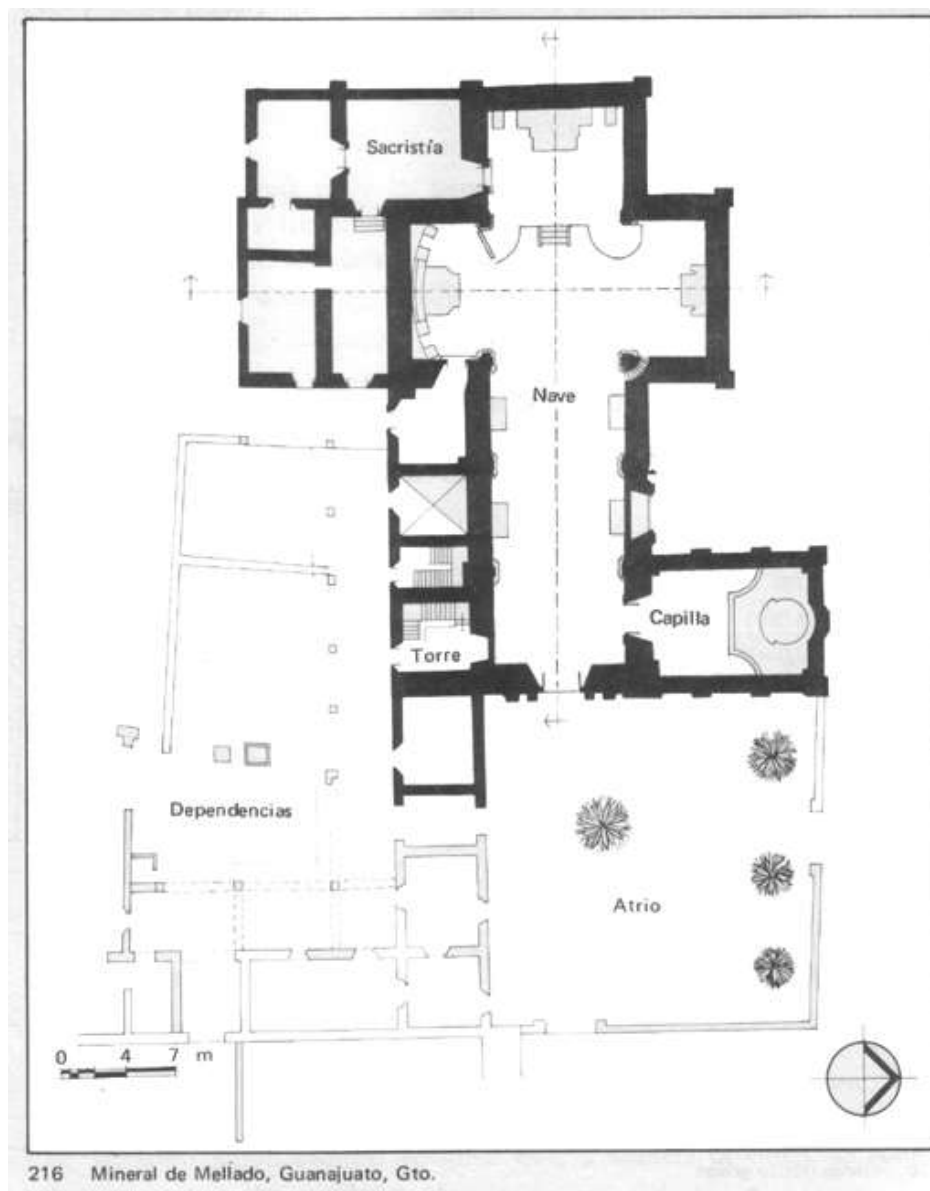 Sacristía
Nave
Capilla
Torre
Dependencias
Atrio
0 4 7 m
216 Mineral de Mellado, Guanajuato, Gto.